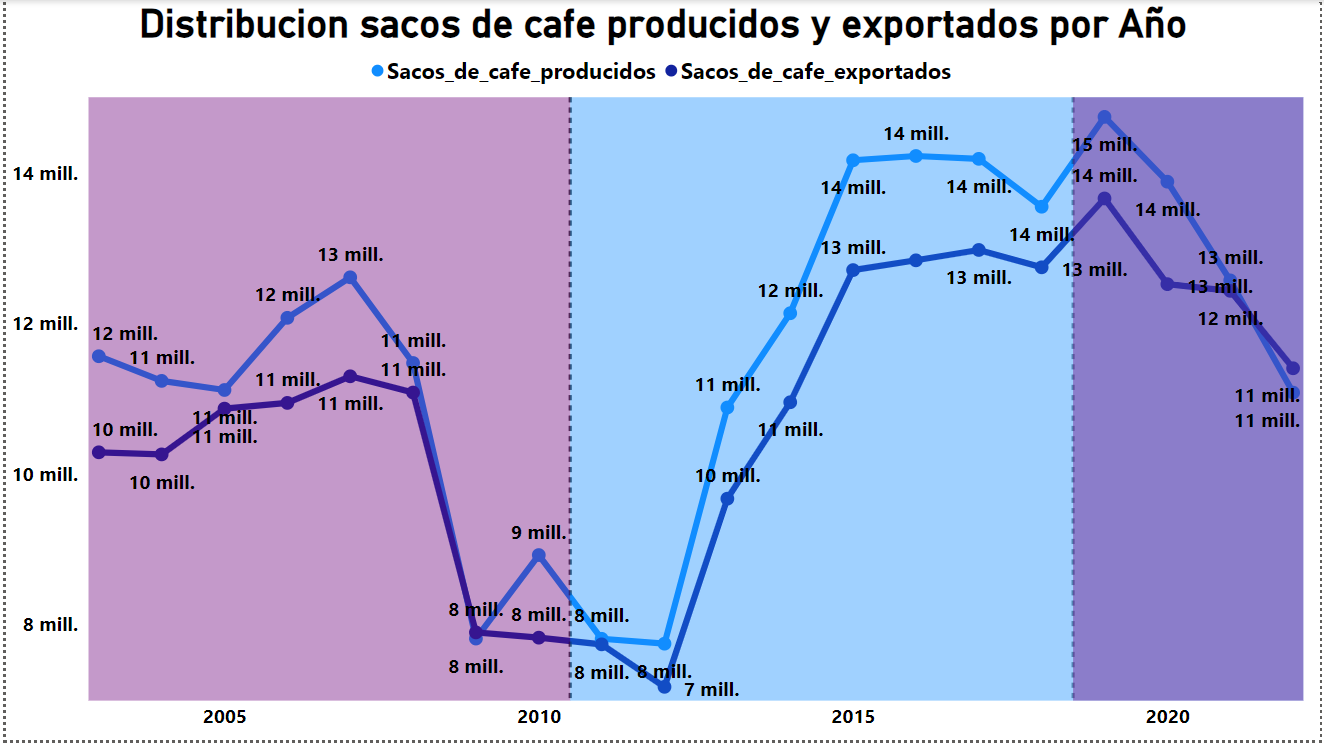 Distribucion sacos de cafe producidos y exportados por Año
Sacos_de_cafe_producidos Sacos_de_cafe_exportados
14 mill.
12 mill.
10 mill.
8 mill.
12 mill.
11 mill.
12 mill.
13 mill.
11 mill.
11 mill.
11 mill.
11 mill.
11 mill.
11 mill.
10 mill.
10 mill.
9 mill.
8 mill.
8 mill.
8 mill.
8 mill.
8 mill.
8 mill.
7 mill.
11 mill.
10 mill.
12 mill.
11 mill.
14 mill.
14 mill.
13 mill.
14 mill.
13 mill.
14 mill.
13 mill.
15 mill.
14 mill.
14 mill.
13 mill.
13 mill.
12 mill.
11 mill.
11 mill.
2005 2010 2015 2020